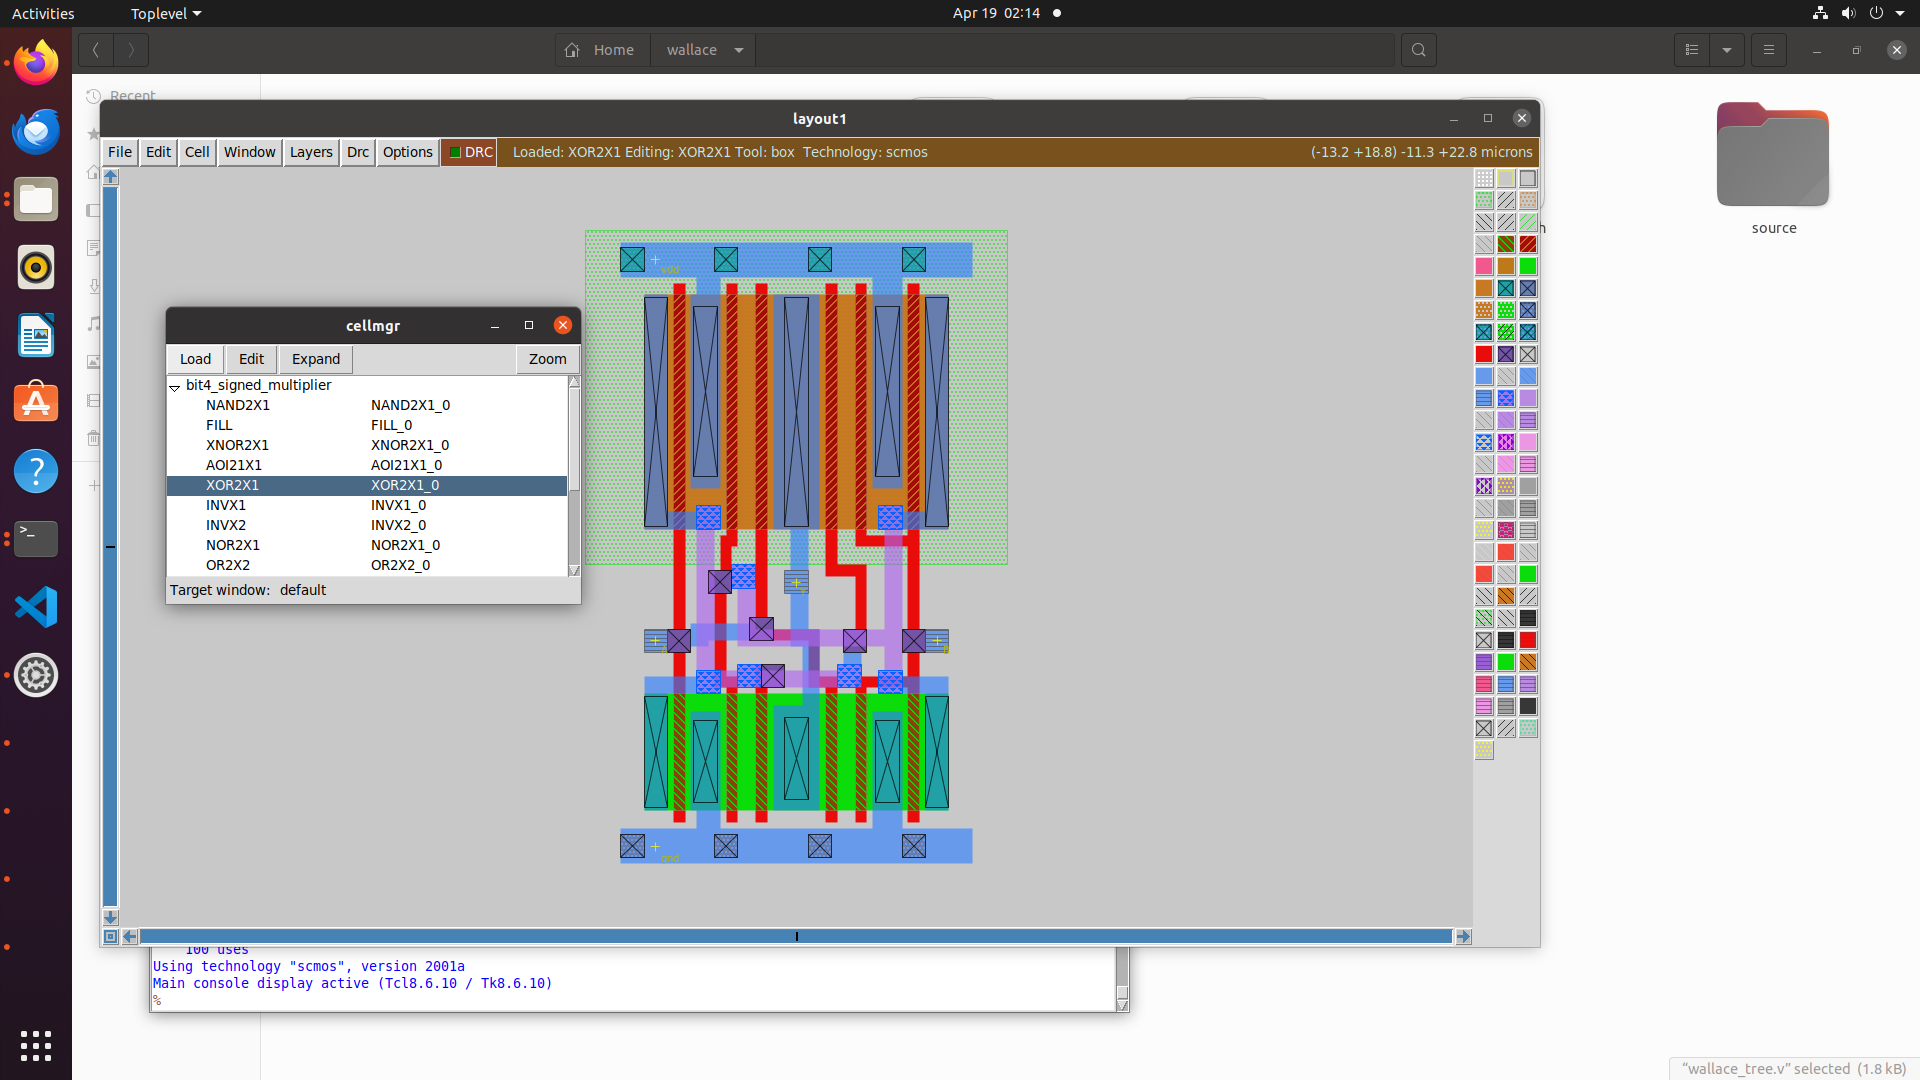 Activities
Toplevel
Apr 19 02:14
Home
wallace
Recent
layout1
File
Edit
Cell
Window
Layers
Drc
Options
DRC
Loaded: XOR2X1 Editing: XOR2X1 Tool: box Technology: scmos
(-13.2 +18.8) -11.3 +22.8 microns
source
cellmgr
Load
Edit
Expand
Zoom
bit4_signed_multiplier
NAND2X1 NAND2X1_0
FILL FILL_0
XNOR2X1 XNOR2X1_0
AOI21X1 AOI21X1_0
XOR2X1 XOR2X1_0
INVX1 INVX1_0
INVX2 INVX2_0
NOR2X1 NOR2X1_0
OR2X2 OR2X2_0
Target window: default
vdd
gnd
100 uses
Using technology "scmos", version 2001a
Main console display active (Tcl8.6.10 / Tk8.6.10)
%
"wallace_tree.v" selected (1.8 kB)